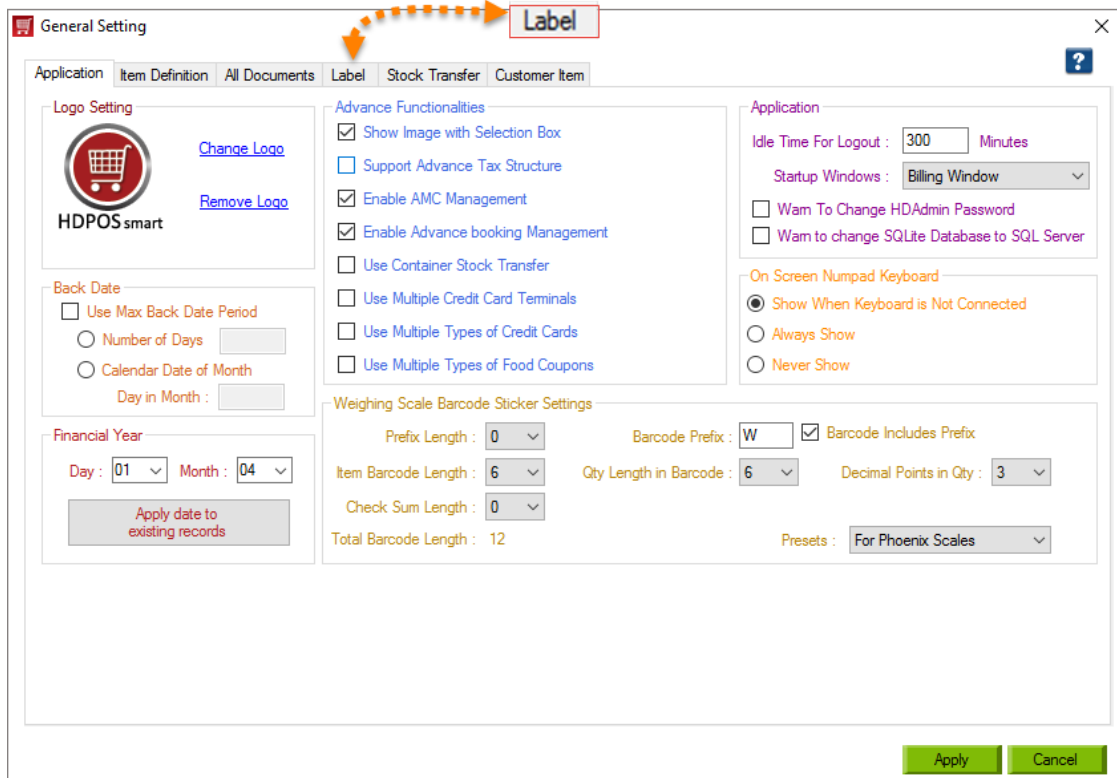 Label
General Setting
Application Item Definition All Documents Label Stock Transfer Customer Item
?
Logo Setting
Change Logo
Remove Logo
HDPOS smart
Back Date
Use Max Back Date Period
Number of Days
Calendar Date of Month
Day in Month :
Financial Year
Day : 01 Month : 04
Apply date to
existing records
Advance Functionalities
Show Image with Selection Box
Support Advance Tax Structure
Enable AMC Management
Enable Advance booking Management
Use Container Stock Transfer
Use Multiple Credit Card Terminals
Use Multiple Types of Credit Cards
Use Multiple Types of Food Coupons
Application
Idle Time For Logout : 300 Minutes
Startup Windows : Billing Window
Warn To Change HDAdmin Password
Warn to change SQLite Database to SQL Server
On Screen Numpad Keyboard
Show When Keyboard is Not Connected
Always Show
Never Show
Weighing Scale Barcode Sticker Settings
Prefix Length : 0 Barcode Prefix : W Barcode Includes Prefix
Item Barcode Length : 6 Qty Length in Barcode : 6 Decimal Points in Qty : 3
Check Sum Length : 0
Total Barcode Length : 12 Presets : For Phoenix Scales
Apply Cancel